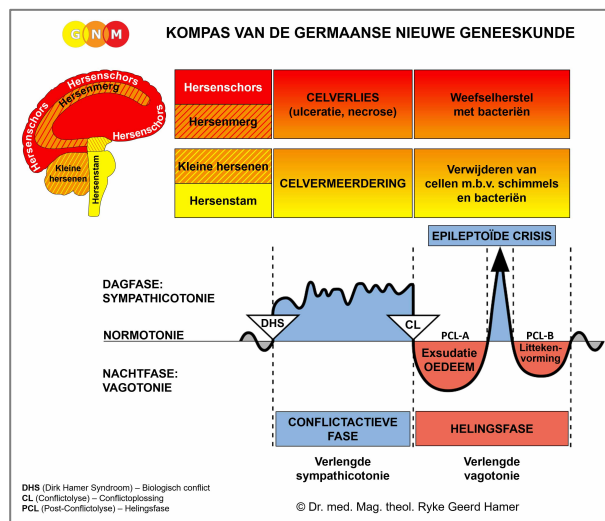 G N M
KOMPAS VAN DE GERMAANSE NIEUWE GENEESKUNDE
Hersenschors
Hersenmerg
Hersenschors
Hersenschors
Kleine
hersenen
Hersenstam
Hersenschors
Hersenmerg
CELVERLIES
(ulceratie, necrose)
Weefselherstel
met bacteriën
Kleine hersenen
Hersenstam
CELVERMEERDERING
Verwijderen van
cellen m.b.v. schimmels
en bacteriën
EPILEPTOÏDE CRISIS
DAGFASE:
SYMPATHICOTONIE
DHS
CL
NORMOTONIE
PCL-A
PCL-B
Exsudatie
OEDEEM
Litteken-
vorming
NACHTFASE:
VAGOTONIE
CONFLICTACTIEVE
FASE
HELINGSFASE
Verlengde
sympathicotonie
Verlengde
vagotonie
DHS (Dirk Hamer Syndroom) – Biologisch conflict
CL (Conflictolyse) – Conflictoplossing
PCL (Post-Conflictolyse) – Helingsfase
© Dr. med. Mag. theol. Ryke Geerd Hamer